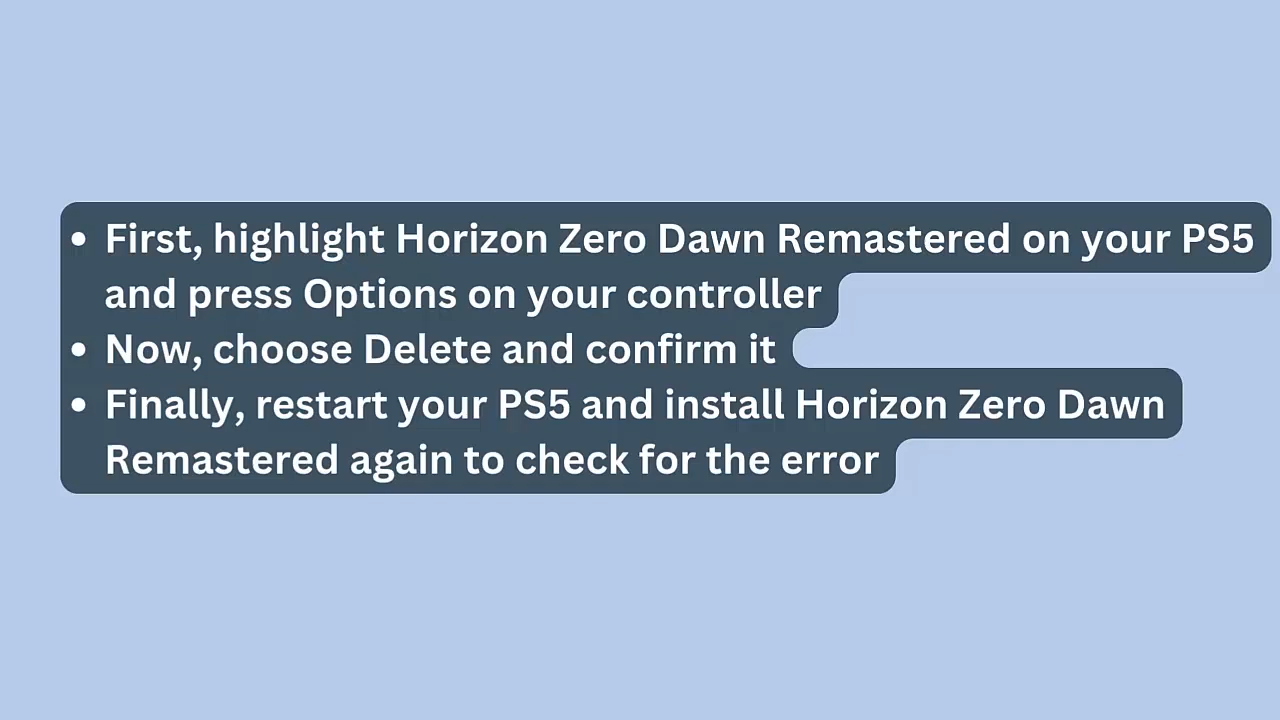 • First, highlight Horizon Zero Dawn Remastered on your PS5
and press Options on your controller
• Now, choose Delete and confirm it
• Finally, restart your PS5 and install Horizon Zero Dawn
Remastered again to check for the error